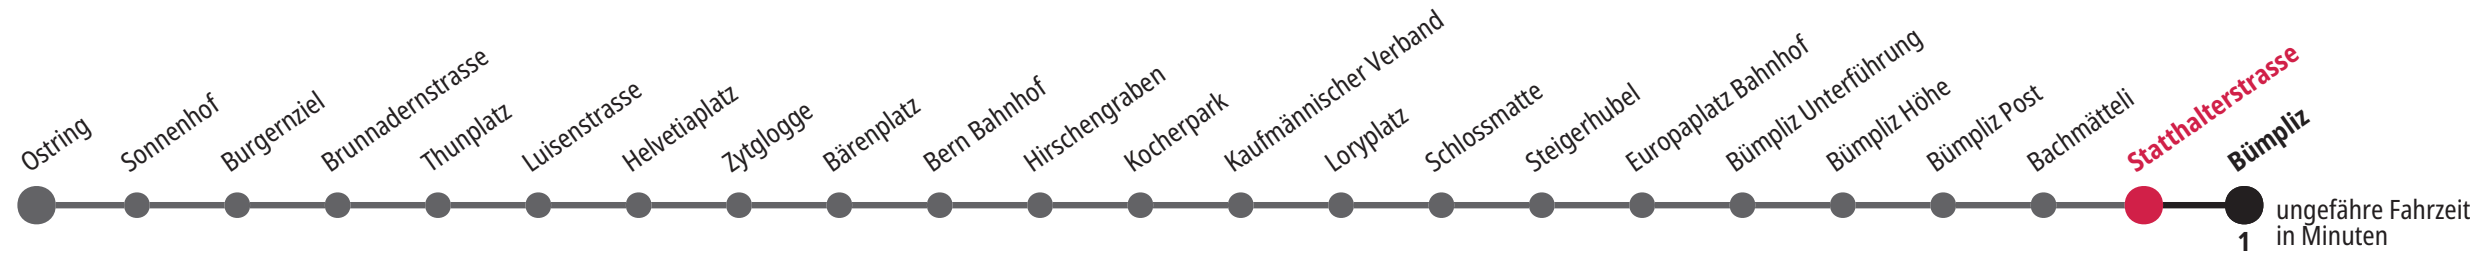 Ostring
Sonnenhof
Burgernziel
Brunnadernstrasse
Thunplatz
Luisenstrasse
Helvetiaplatz
Zytglogge
Bärenplatz
Bern Bahnhof
Hirschengraben
Kocherpark
Kaufmännischer Verband
Loryplatz
Schlossmatte
Steigerhubel
Europaplatz Bahnhof
Bümpliz Unterführung
Bümpliz Höhe
Bümpliz Post
Bachmätteli
Statthalterstrasse
Bümpliz
1
ungefähre Fahrzeit
in Minuten